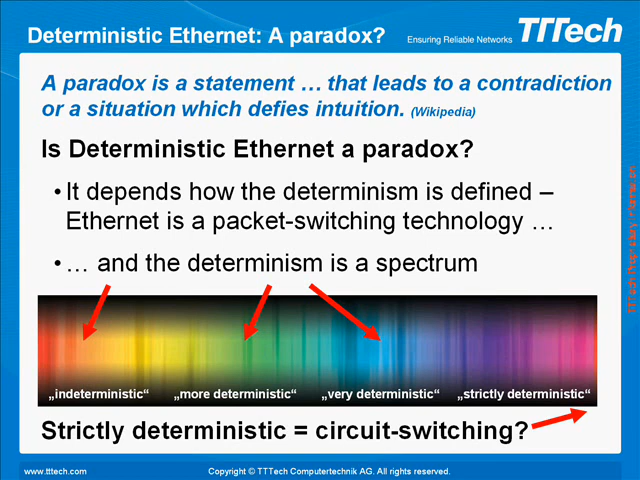 Deterministic Ethernet: A paradox?
Ensuring Reliable Networks
TTTech
A paradox is a statement … that leads to a contradiction
or a situation which defies intuition. (Wikipedia)
Is Deterministic Ethernet a paradox?
• It depends how the determinism is defined –
Ethernet is a packet-switching technology …
• … and the determinism is a spectrum
„indeterministic“ „more deterministic“ „very deterministic“ „strictly deterministic“
Strictly deterministic = circuit-switching?
www.tttech.com
Copyright © TTTech Computertechnik AG. All rights reserved.
TTTech Proprietary Information